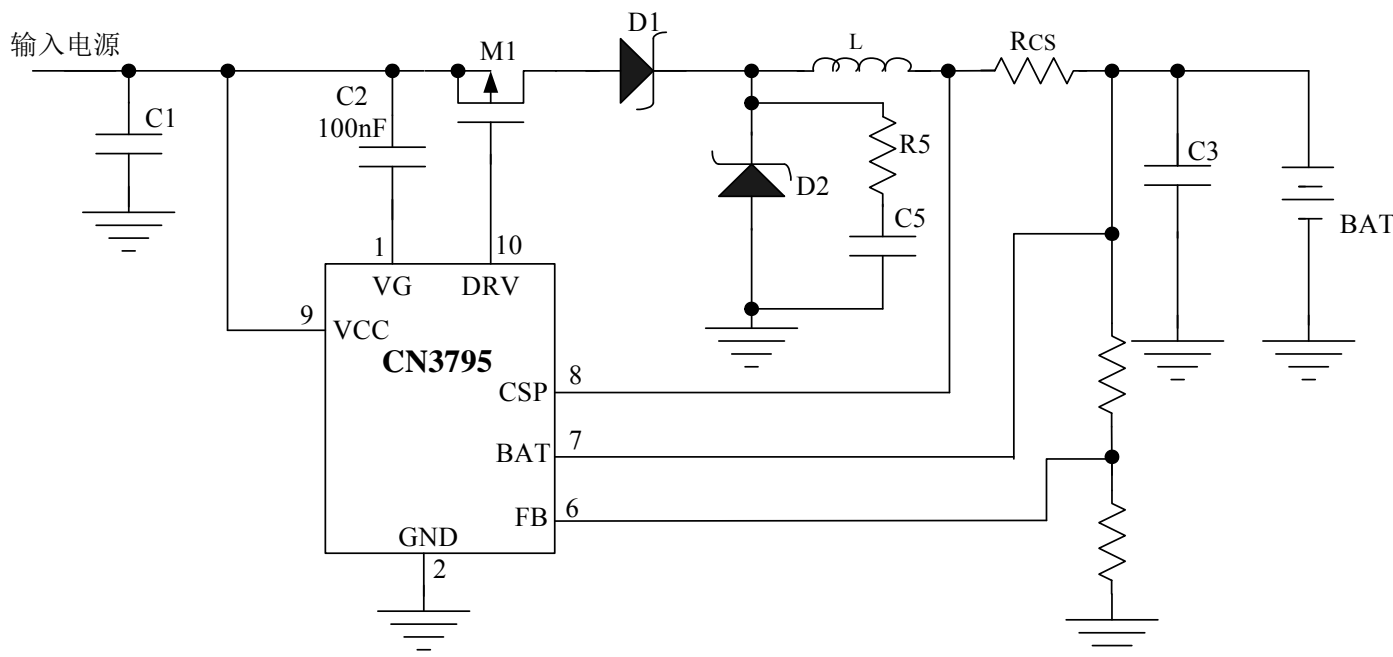 输入电源
D1
L
RCS
M1
C2
100nF
C1
R5
C3
D2
C5
BAT
1
10
VG
DRV
9
VCC
CN3795
8
CSP
7
BAT
6
FB
GND
2